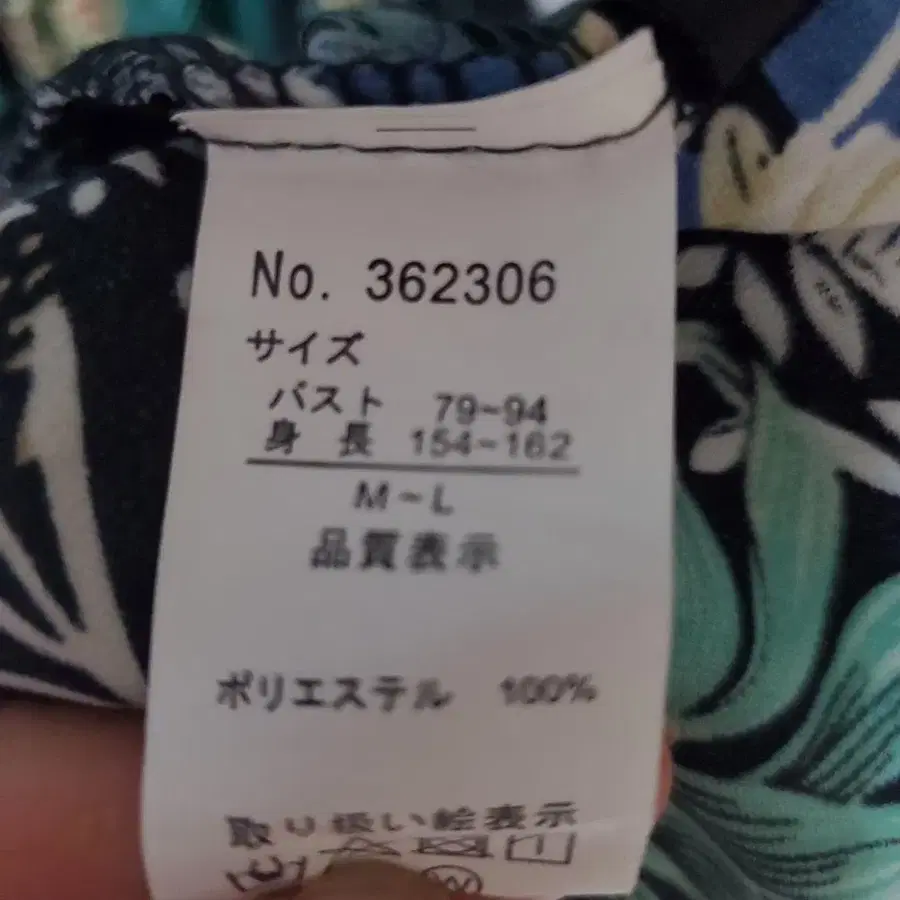 No. 362306
サイズ
バスト 79~94
身長 154~162
M~L
品質表示
ポリエステル 100%
取り扱い絵表示